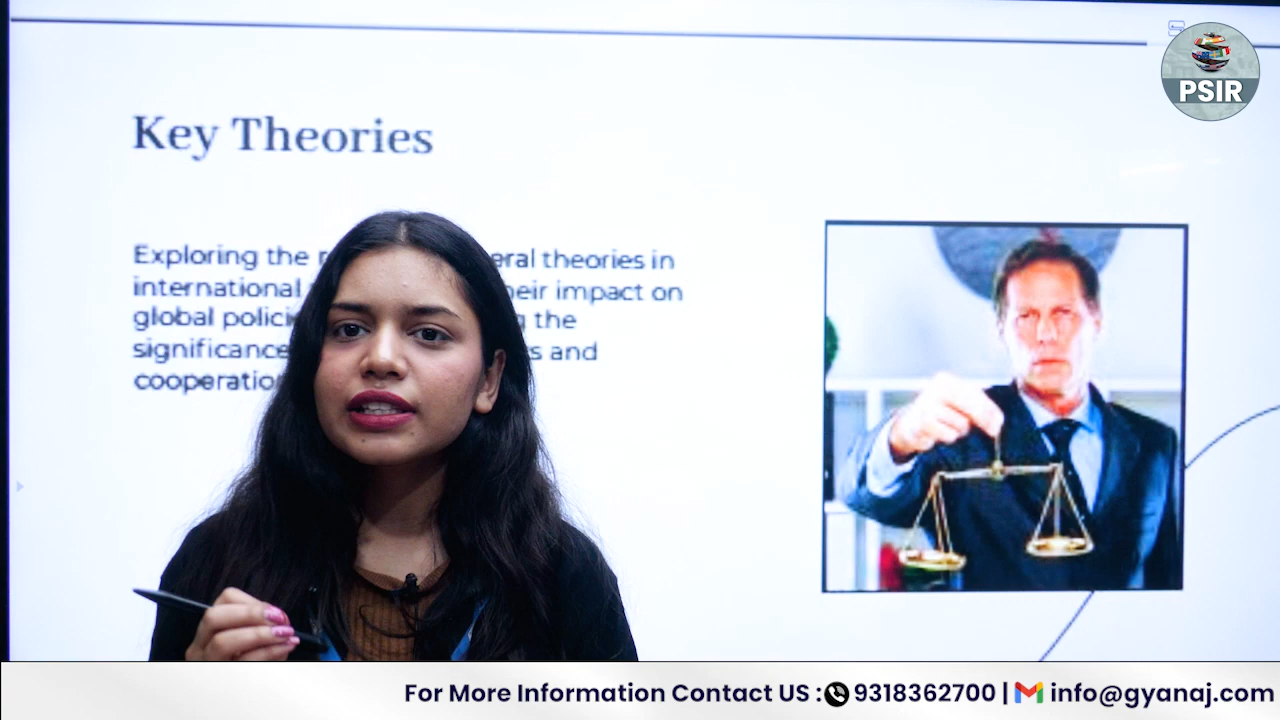 PSIR
Key Theories
Exploring the eral theories in
international heir impact on
global polici the
significance s and
cooperatio
For More Information Contact US : 9318362700 | info@gyanaj.com